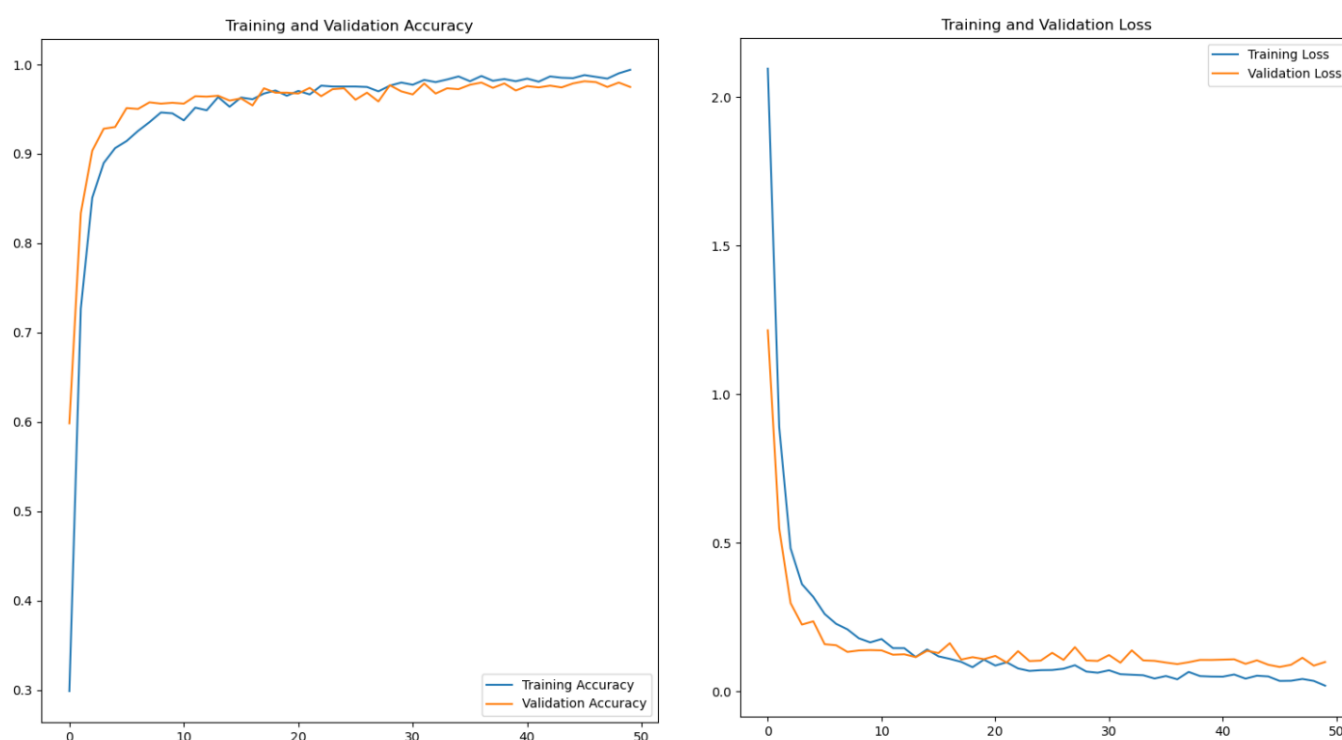 Training and Validation Accuracy
1.0
0.9
0.8
0.7
0.6
0.5
0.4
0.3
Training Accuracy
Validation Accuracy
0 10 20 30 40 50
Training and Validation Loss
Training Loss
Validation Loss
2.0
1.5
1.0
0.5
0.0
0 10 20 30 40 50